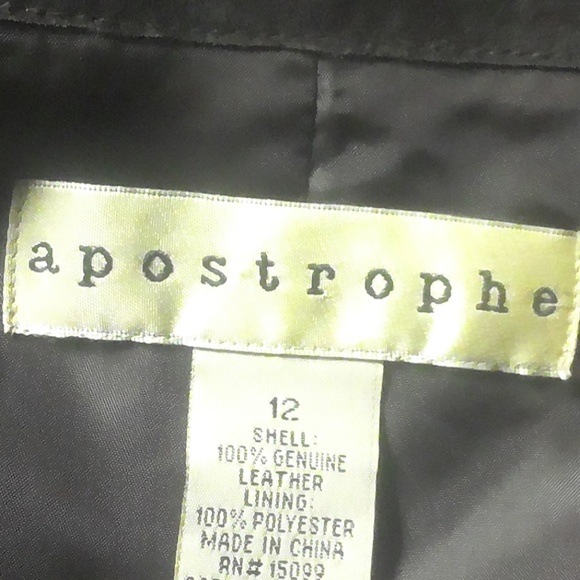 apostrophe
12
SHELL:
100% GENUINE
LEATHER
LINING:
100% POLYESTER
MADE IN CHINA
RN# 15099